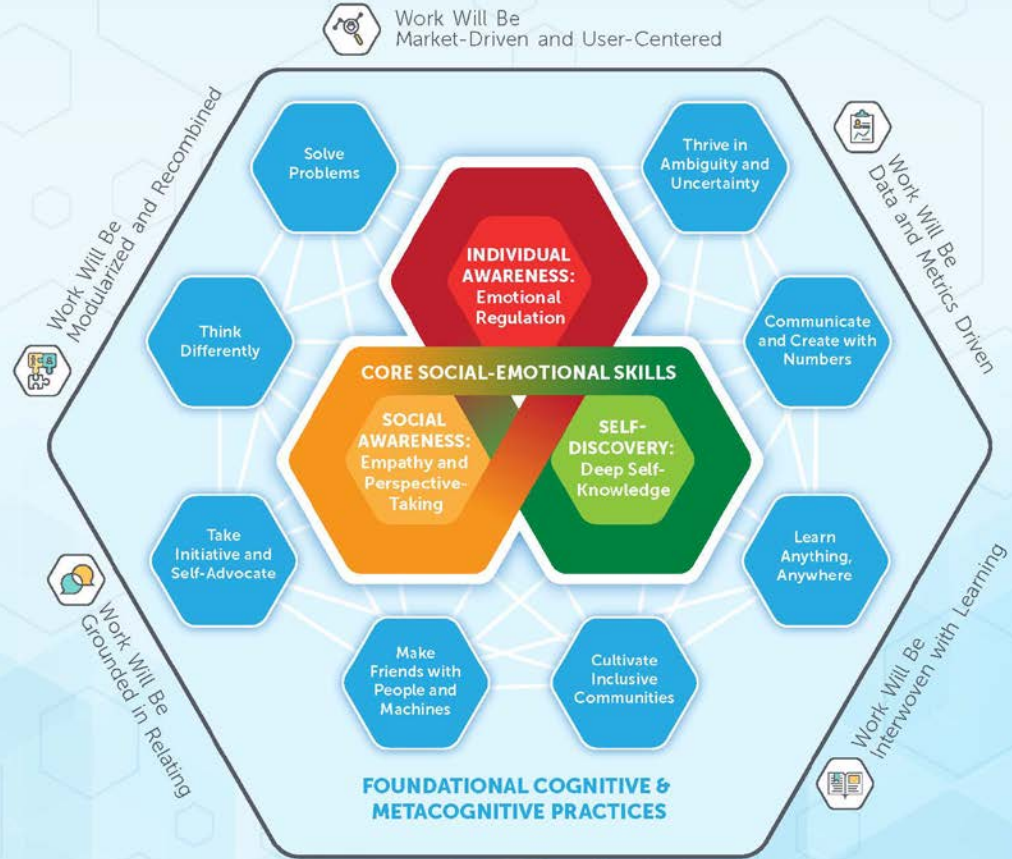 Work Will Be
Market-Driven and User-Centered
Work Will Be
Modularized and Recombined
Work Will Be
Data and Metrics Driven
Solve
Problems
Thrive in
Ambiguity and
Uncertainty
INDIVIDUAL
AWARENESS:
Emotional
Regulation
Think
Differently
Communicate
and Create with
Numbers
CORE SOCIAL-EMOTIONAL SKILLS
SOCIAL
AWARENESS:
Empathy and
Perspective-
Taking
SELF-
DISCOVERY:
Deep Self-
Knowledge
Take
Initiative and
Self-Advocate
Learn
Anything,
Anywhere
Make
Friends with
People and
Machines
Cultivate
Inclusive
Communities
Work Will Be
Grounded in Relating
Work Will Be
Interwoven with Learning
FOUNDATIONAL COGNITIVE &
METACOGNITIVE PRACTICES